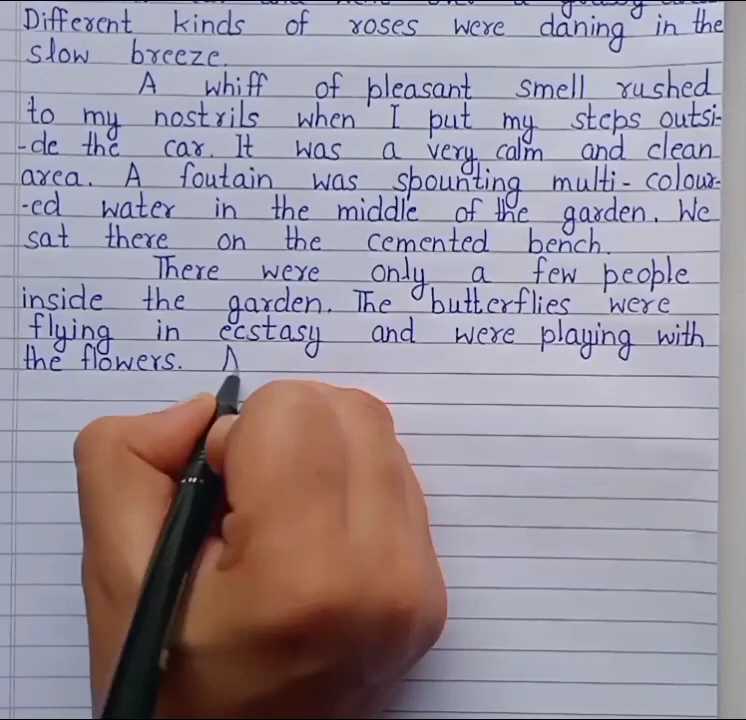 Different kinds of roses were daning in the
slow breeze.
A whiff of pleasant smell rushed
to my nostrils when I put my steps outsi-
-de the car. It was a very calm and clean
area. A foutain was spounting multi-colour-
-ed water in the middle of the garden. We
sat there on the cemented bench.
There were only a few people
inside the garden. The butterflies were
flying in ecstasy and were playing with
the flowers.